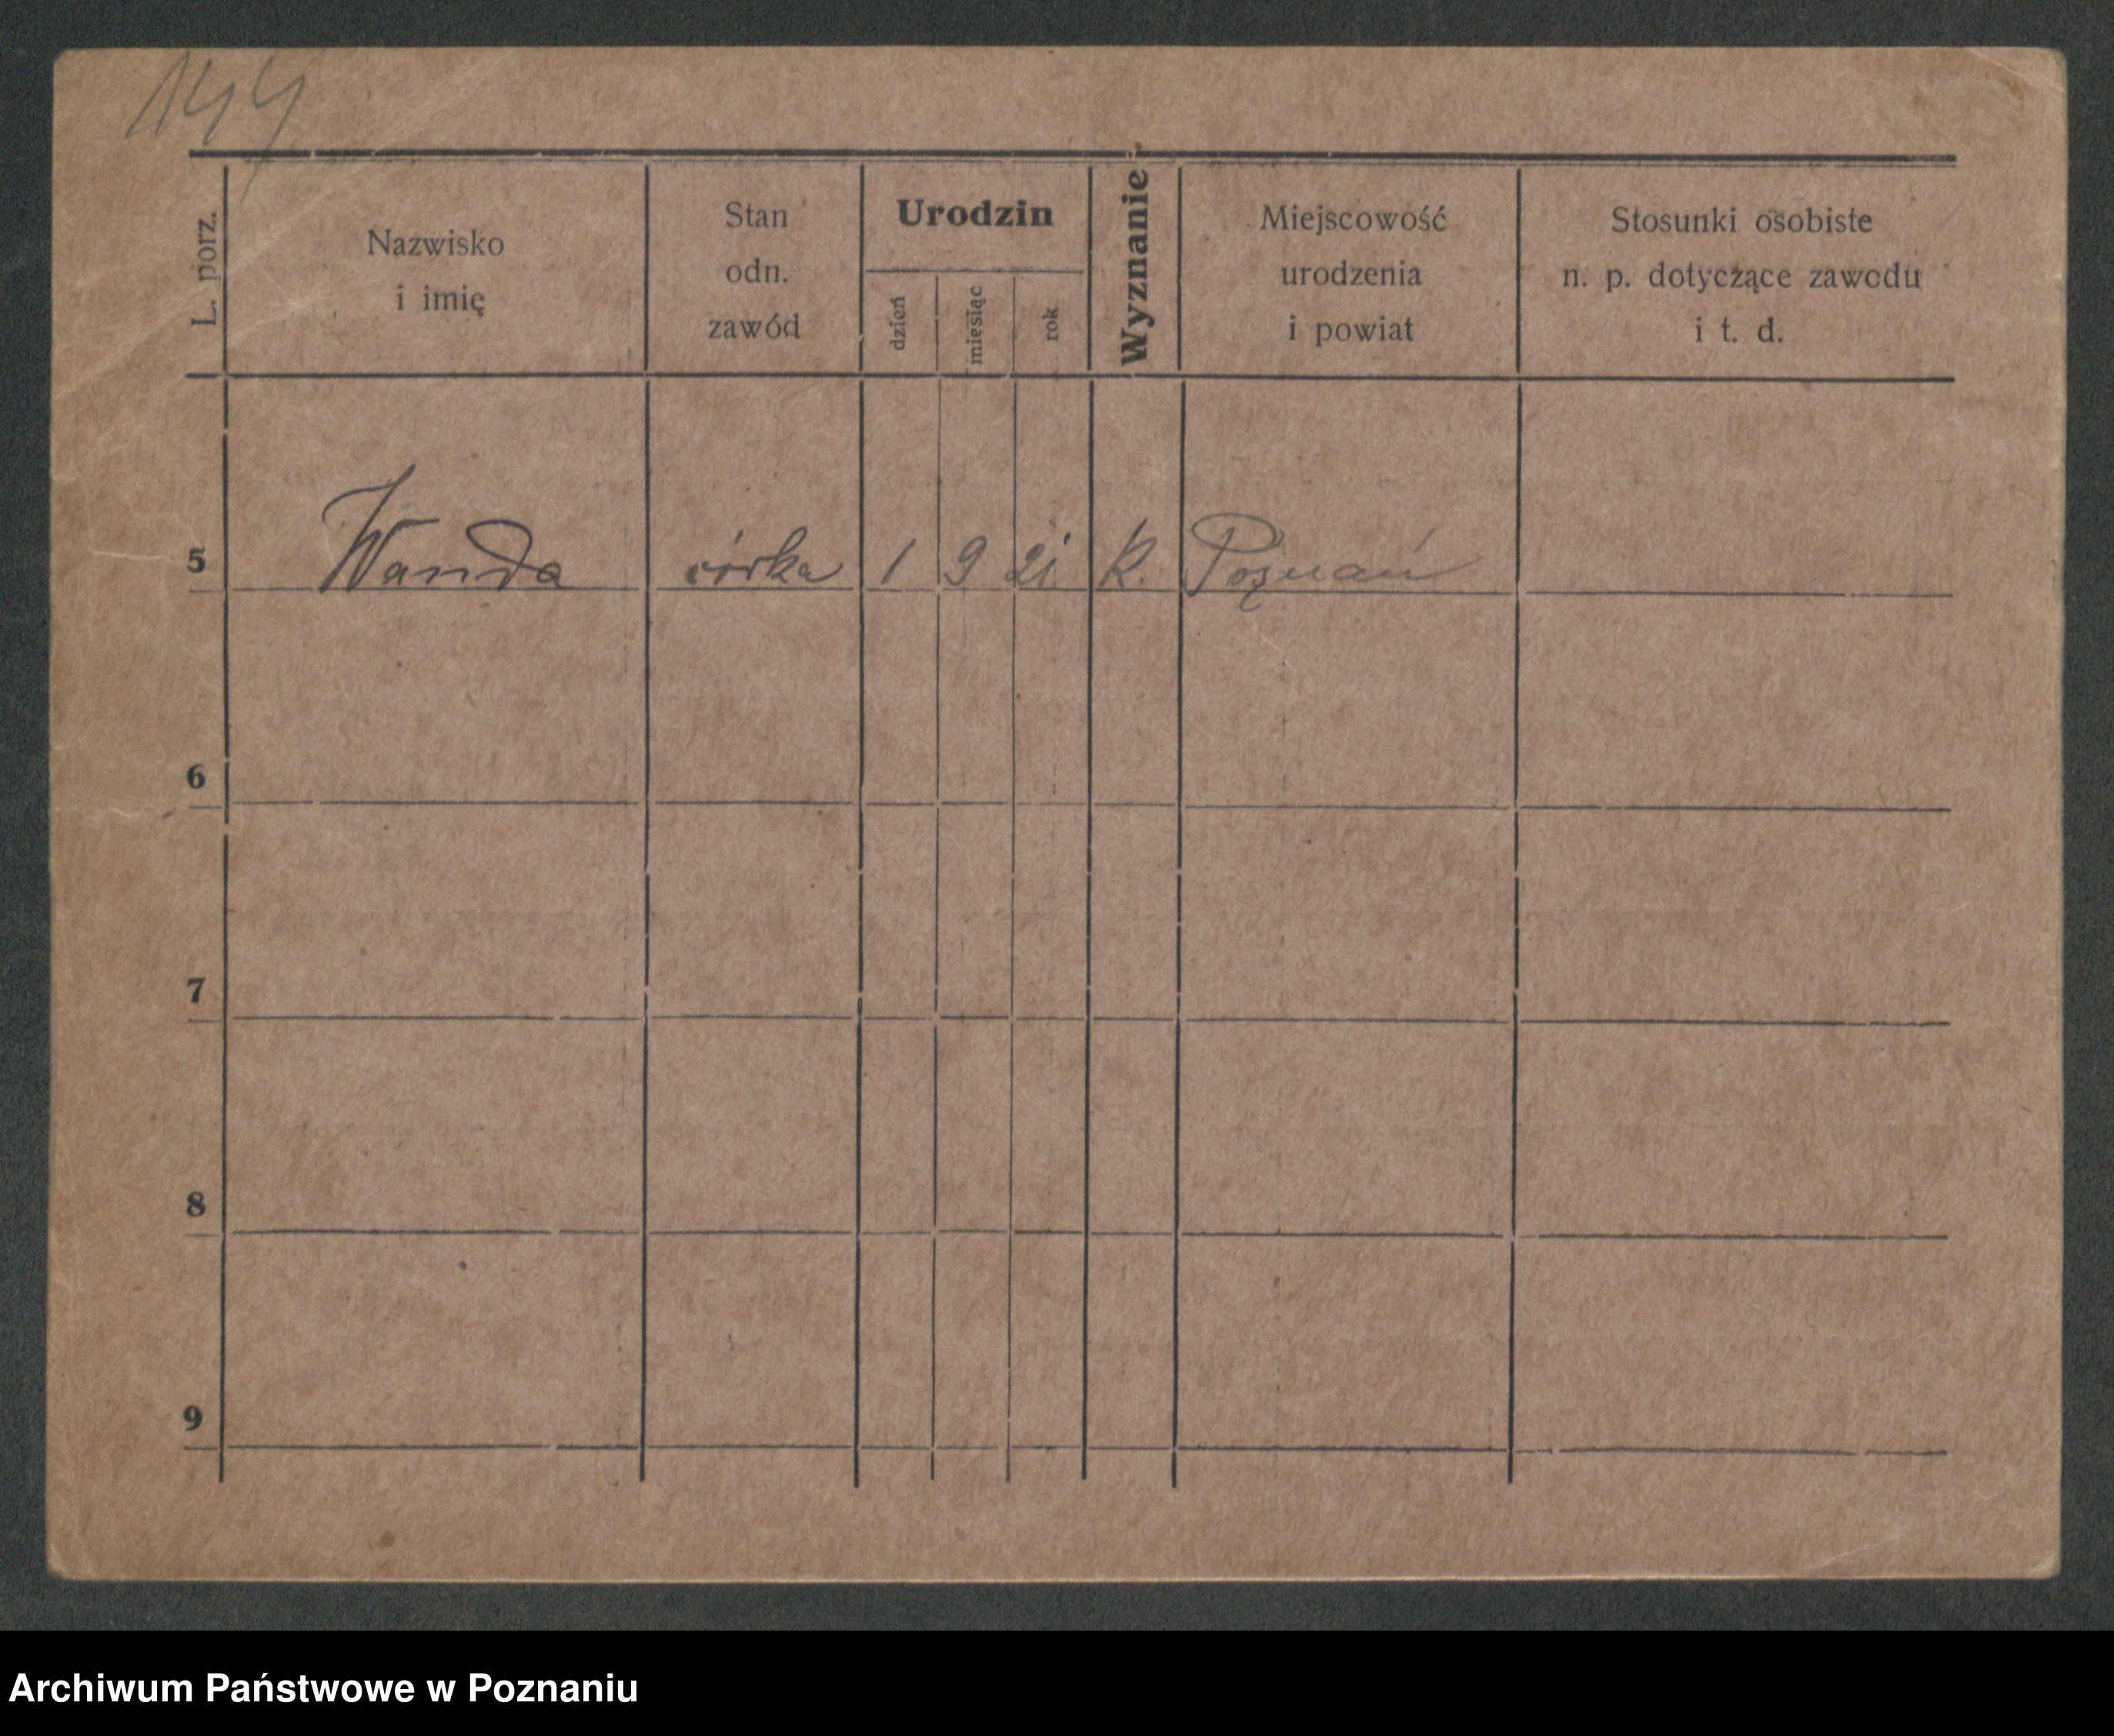 144
L. porz.
Nazwisko
i imię
Stan
odn.
zawód
Urodzin
dzień
miesiąc
rok
Wyznanie
Miejscowość
urodzenia
i powiat
Stosunki osobiste
n. p. dotyczące zawodu
i t. d.
5 Wanda córka 1 9 21 K. Poznań
6
7
8
9
Archiwum Państwowe w Poznaniu